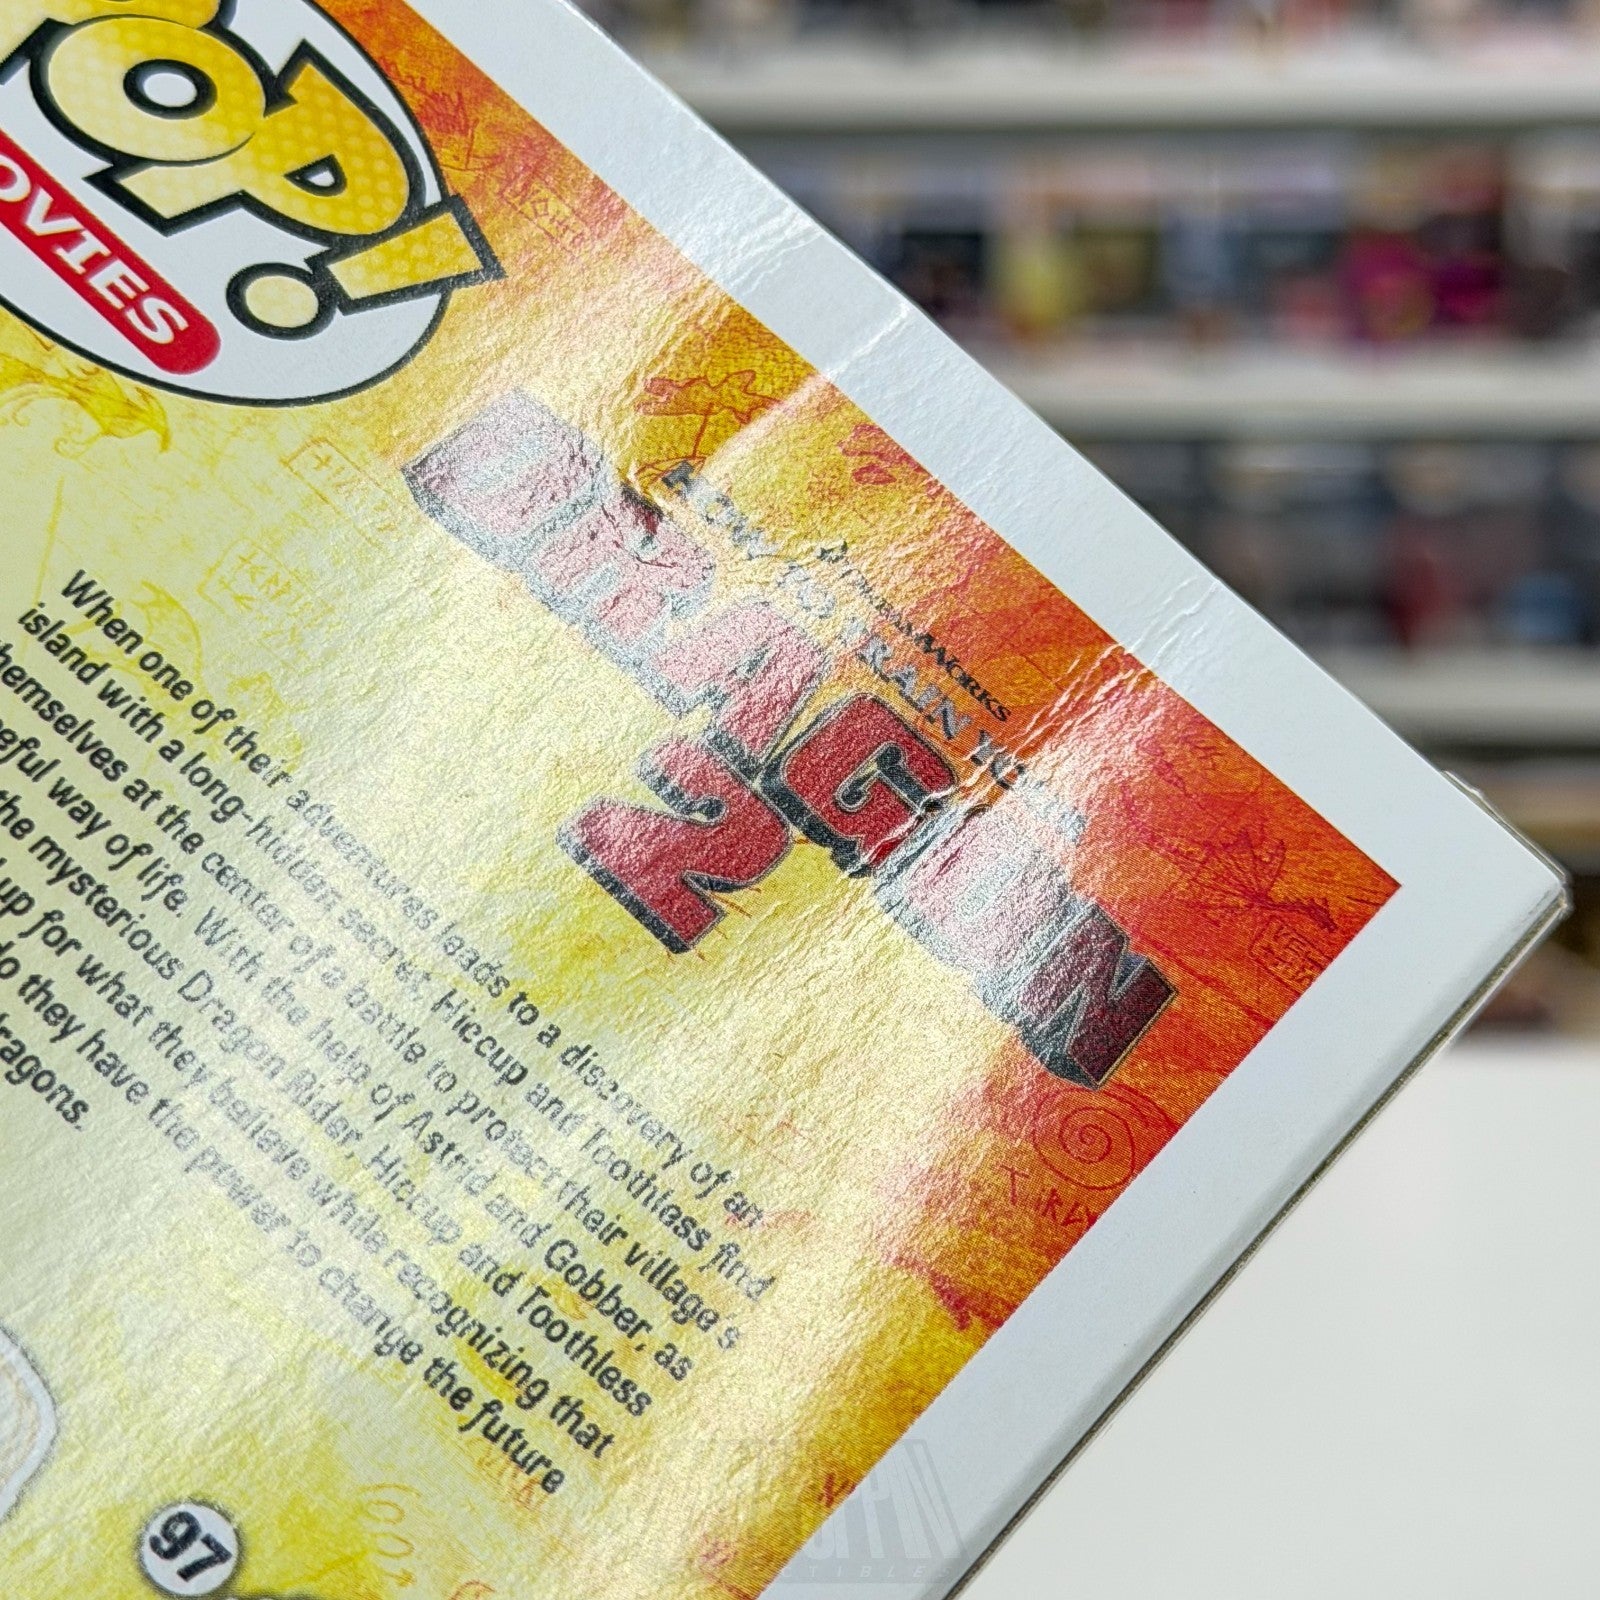 POP!
MOVIES
DREAMWORKS
HOW TO TRAIN YOUR
DRAGON
2
When one of their adventures leads to a discovery of an
island with a long-hidden secret, Hiccup and Toothless find
themselves at the center of a battle to protect their village's
way of life. With the help of Astrid and Gobber, as
the mysterious Dragon Rider, Hiccup and Toothless
up for what they believe while recognizing that
do they have the power to change the future
dragons.
97